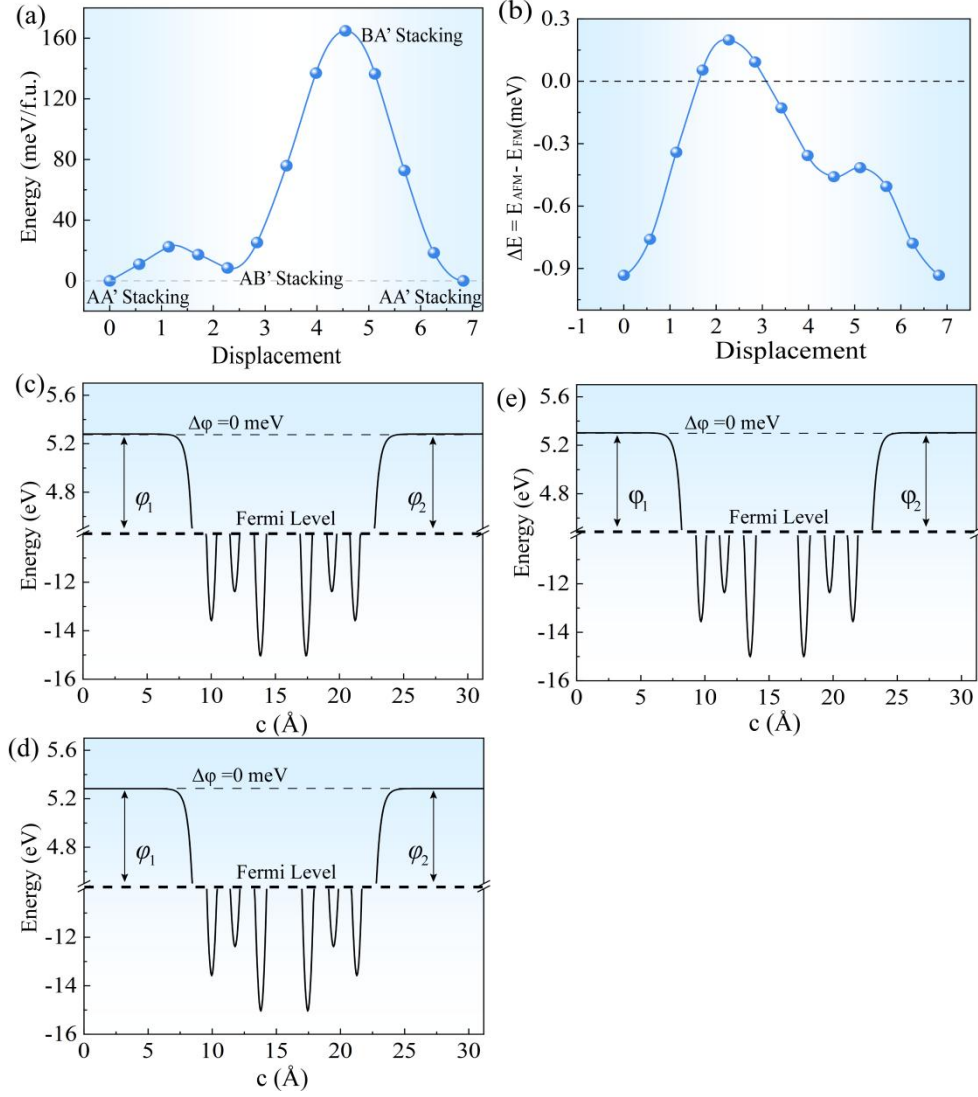 (a)
160
120
80
40
0
Energy (meV/f.u.)
BA' Stacking
AB' Stacking
AA' Stacking
AA' Stacking
0 1 2 3 4 5 6 7
Displacement
(b)
0.3
0.0
-0.3
-0.6
-0.9
ΔE = E_AFM - E_FM(meV)
-1 0 1 2 3 4 5 6 7
Displacement
(c)
5.6
5.2
4.8
-12
-14
-16
Energy (eV)
Δφ =0 meV
φ1
φ2
Fermi Level
0 5 10 15 20 25 30
c (Å)
(e)
5.6
5.2
4.8
-12
-14
-16
Energy (eV)
Δφ =0 meV
φ1
φ2
Fermi Level
0 5 10 15 20 25 30
c (Å)
(d)
5.6
5.2
4.8
-12
-14
-16
Energy (eV)
Δφ =0 meV
φ1
φ2
Fermi Level
0 5 10 15 20 25 30
c (Å)